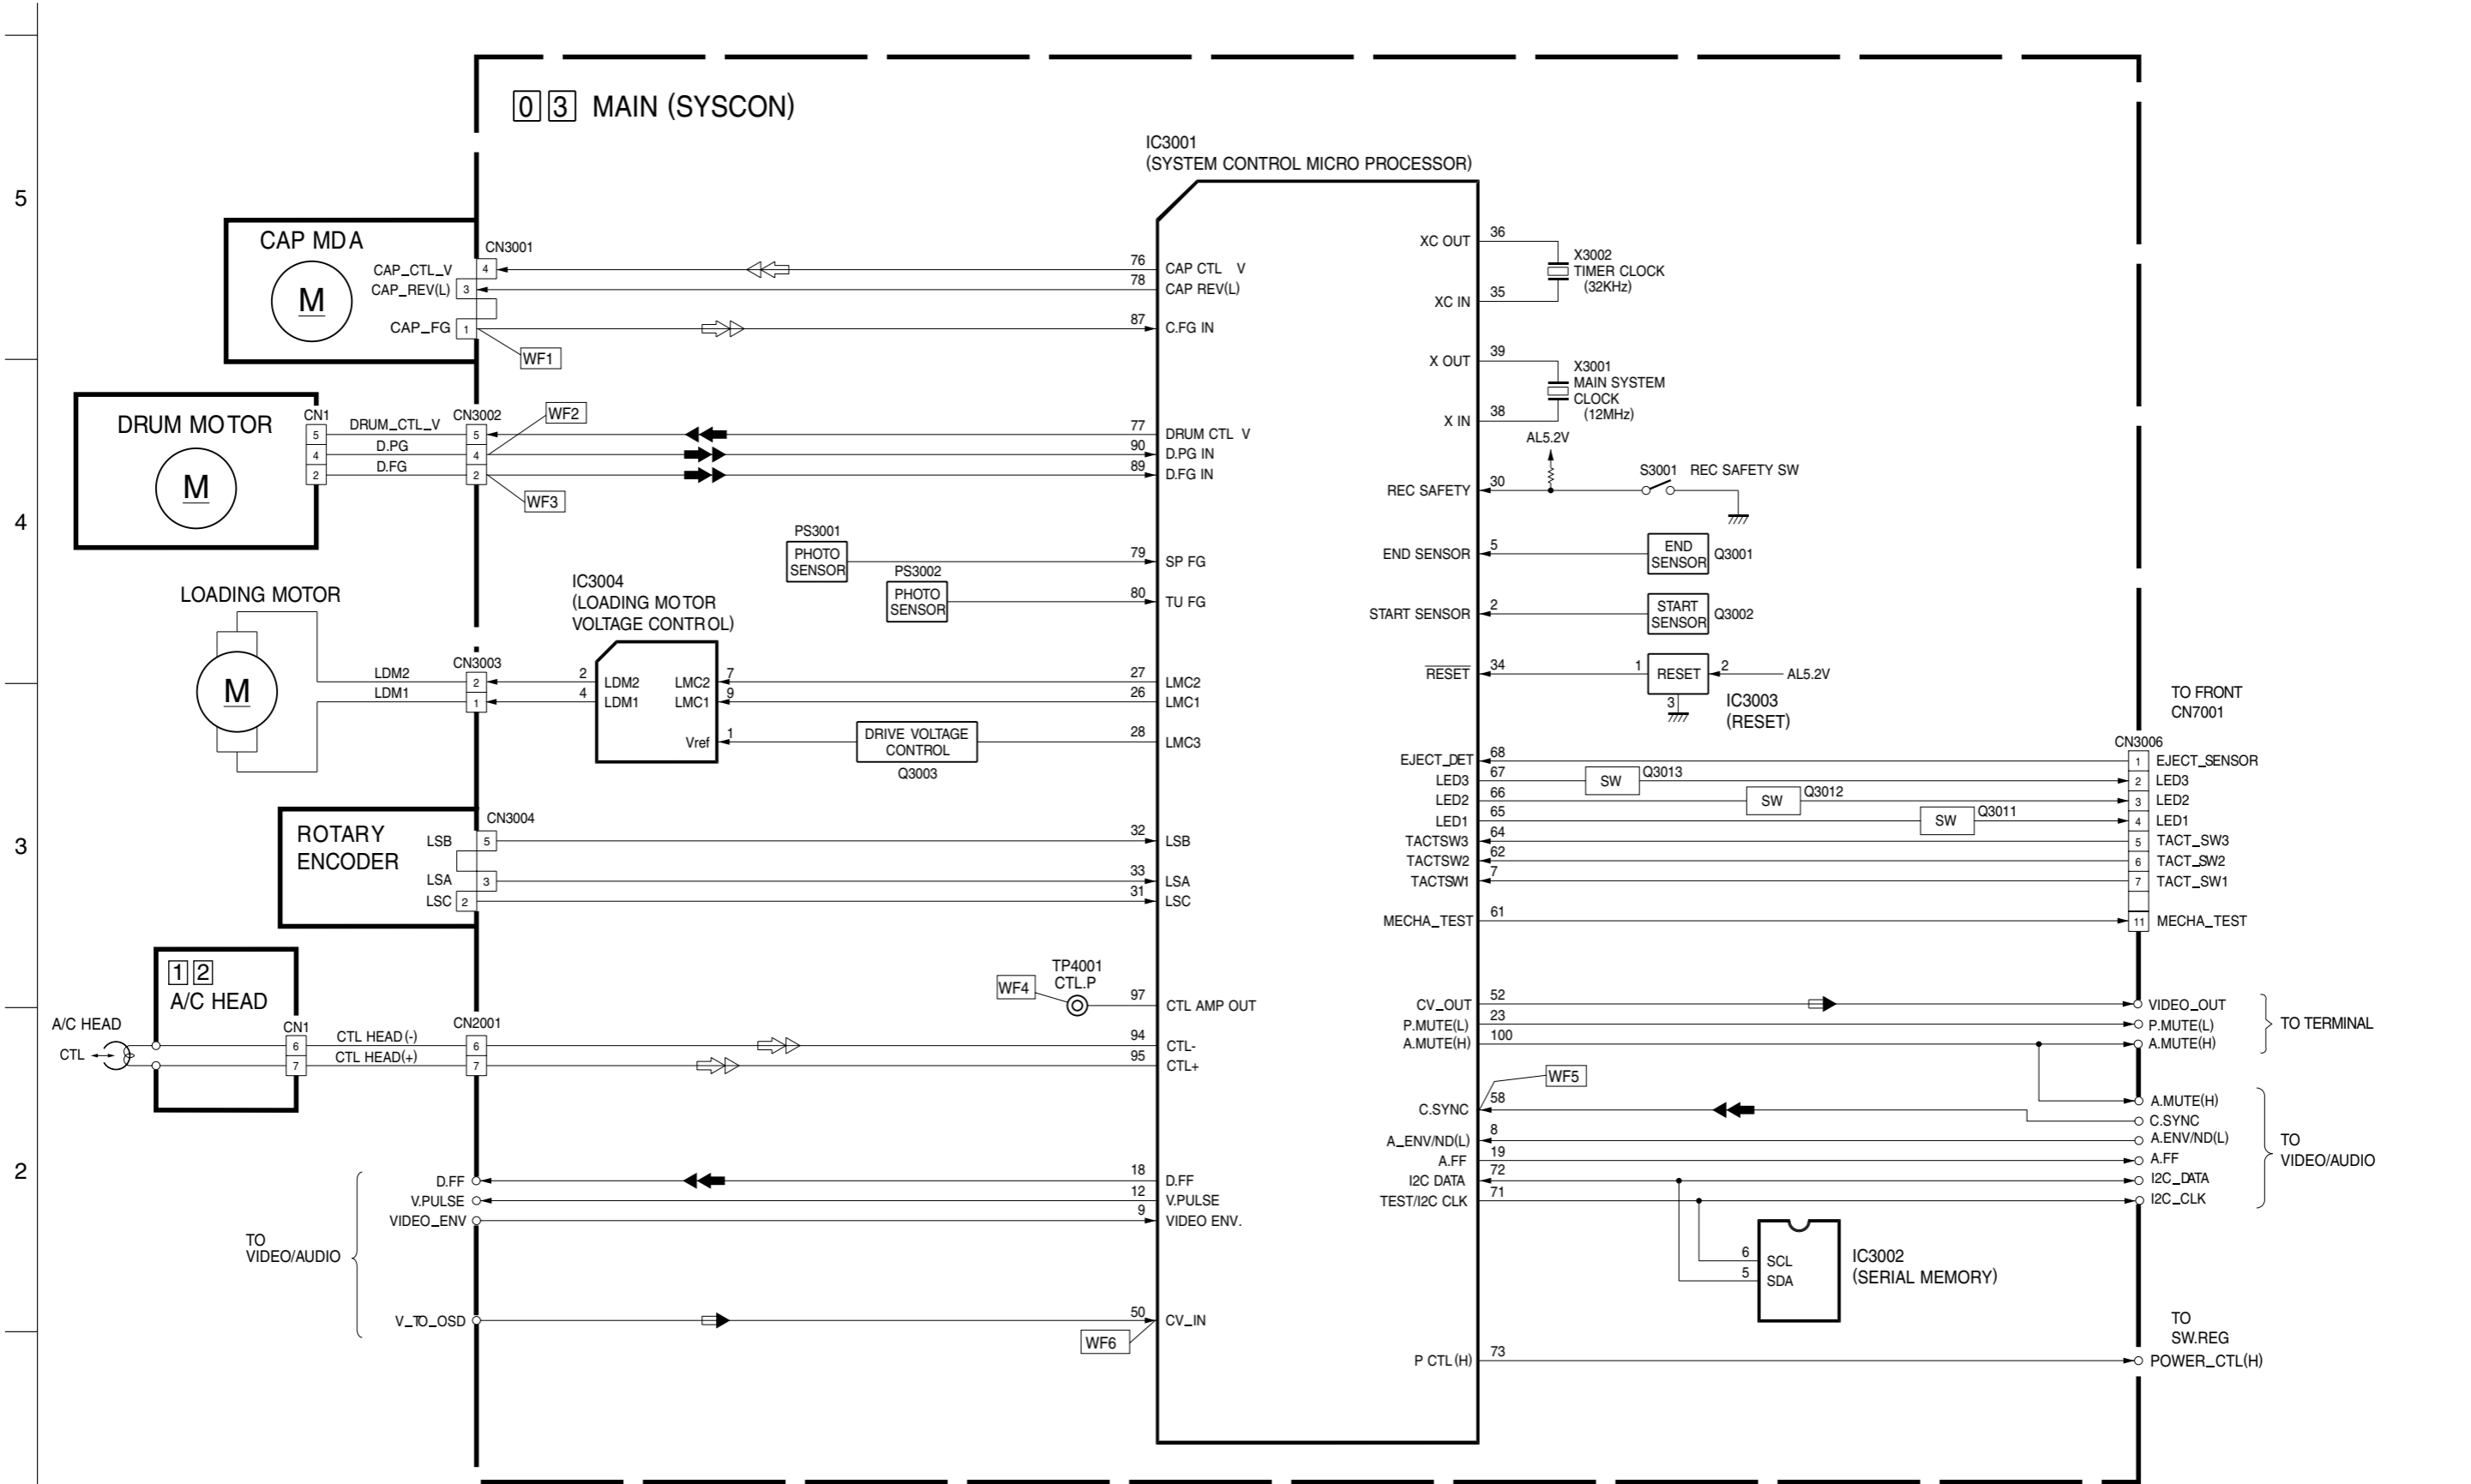 0 3 MAIN (SYSCON)
IC3001
(SYSTEM CONTROL MICRO PROCESSOR)
5
4
3
2
CAP MDA
M
CN3001
CAP_CTL_V 4
CAP_REV(L) 3
CAP_FG 1
WF1
76 CAP CTL V
78 CAP REV(L)
87 C.FG IN
DRUM MOTOR
M
CN1
CN3002
WF2
5 DRUM_CTL_V 5
4 D.PG 4
2 D.FG 2
WF3
77 DRUM CTL V
90 D.PG IN
89 D.FG IN
PS3001
PHOTO
SENSOR
79 SP FG
PS3002
PHOTO
SENSOR
80 TU FG
LOADING MOTOR
M
CN3003
LDM2 2
LDM1 1
IC3004
(LOADING MOTOR
VOLTAGE CONTROL)
2 LDM2 LMC2 7
4 LDM1 LMC1 9
Vref 1
DRIVE VOLTAGE
CONTROL
Q3003
27 LMC2
26 LMC1
28 LMC3
ROTARY
ENCODER
CN3004
LSB 5
LSA 3
LSC 2
32 LSB
33 LSA
31 LSC
1 2
A/C HEAD
A/C HEAD
CTL
CN1
CN2001
6 CTL HEAD(-) 6
7 CTL HEAD(+) 7
WF4
TP4001
CTL.P
97 CTL AMP OUT
94 CTL-
95 CTL+
TO
VIDEO/AUDIO
D.FF
V.PULSE
VIDEO_ENV
V_TO_OSD
18 D.FF
12 V.PULSE
9 VIDEO ENV.
50 CV_IN
WF6
XC OUT 36
XC IN 35
X3002
TIMER CLOCK
(32KHz)
X OUT 39
X IN 38
X3001
MAIN SYSTEM
CLOCK
(12MHz)
AL5.2V
REC SAFETY 30
S3001 REC SAFETY SW
END SENSOR 5
END
SENSOR
Q3001
START SENSOR 2
START
SENSOR
Q3002
RESET 34
1 RESET 2 AL5.2V
3
IC3003
(RESET)
TO FRONT
CN7001
CN3006
EJECT_DET 68 1 EJECT_SENSOR
LED3 67 SW Q3013 2 LED3
LED2 66 SW Q3012 3 LED2
LED1 65 SW Q3011 4 LED1
TACTSW3 64 5 TACT_SW3
TACTSW2 62 6 TACT_SW2
TACTSW1 7 7 TACT_SW1
MECHA_TEST 61 11 MECHA_TEST
CV_OUT 52 VIDEO_OUT
P.MUTE(L) 23 P.MUTE(L)
A.MUTE(H) 100 A.MUTE(H)
TO TERMINAL
WF5
A.MUTE(H)
C.SYNC 58 C.SYNC
A_ENV/ND(L) 8 A.ENV/ND(L)
A.FF 19 A.FF
I2C DATA 72 I2C_DATA
TEST/I2C CLK 71 I2C_CLK
TO
VIDEO/AUDIO
6 SCL
5 SDA
IC3002
(SERIAL MEMORY)
TO
SW.REG
P CTL(H) 73 POWER_CTL(H)